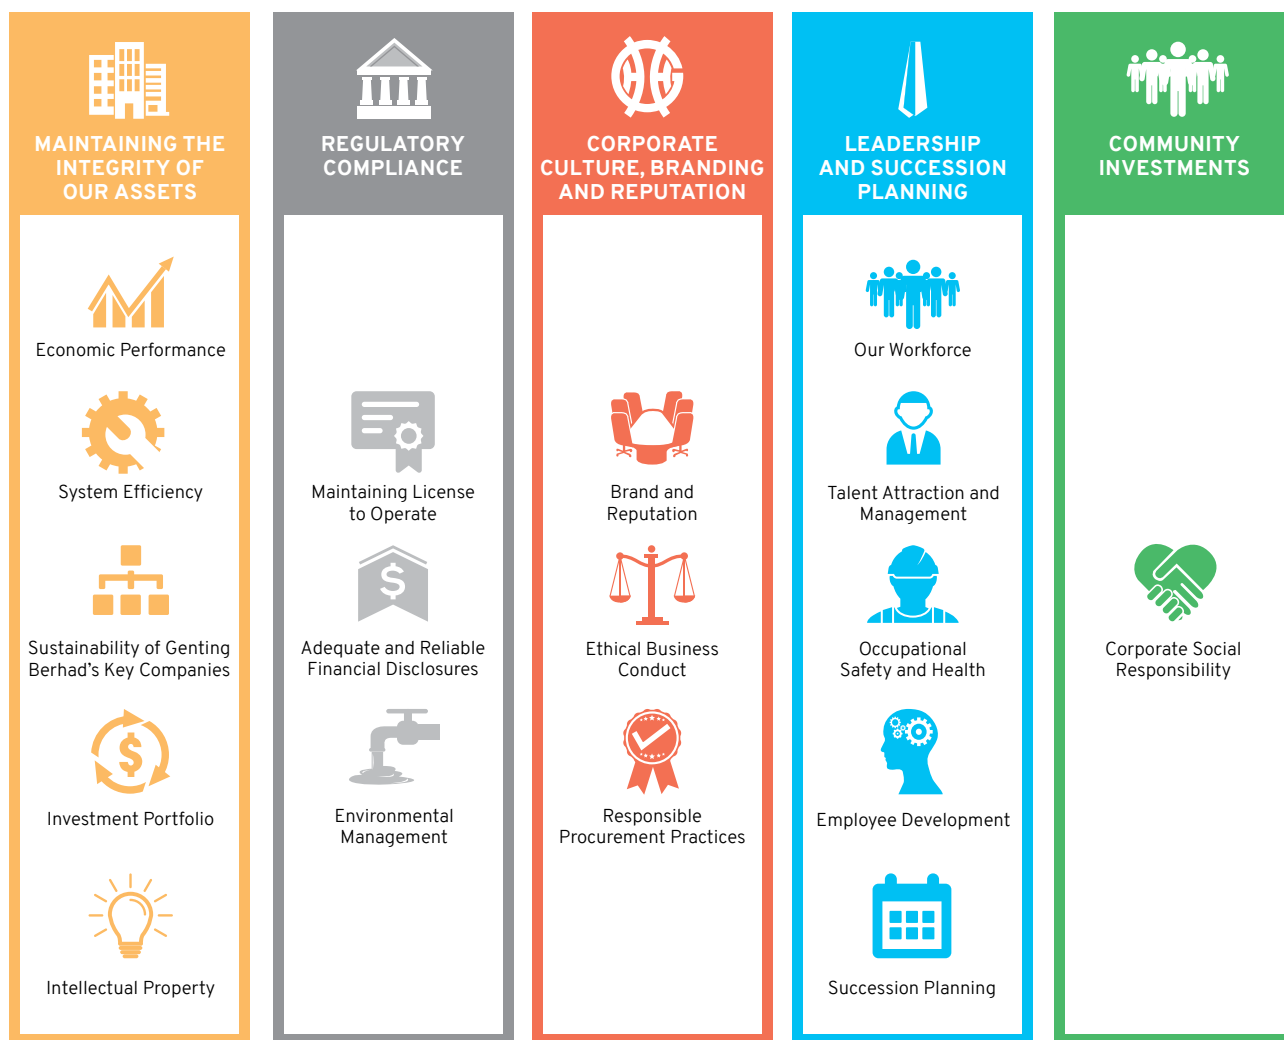 MAINTAINING THE
INTEGRITY OF
OUR ASSETS
Economic Performance
System Efficiency
Sustainability of Genting
Berhad's Key Companies
$
Investment Portfolio
Intellectual Property
REGULATORY
COMPLIANCE
Maintaining License
to Operate
$
Adequate and Reliable
Financial Disclosures
Environmental
Management
CORPORATE
CULTURE, BRANDING
AND REPUTATION
Brand and
Reputation
Ethical Business
Conduct
Responsible
Procurement Practices
LEADERSHIP
AND SUCCESSION
PLANNING
Our Workforce
Talent Attraction and
Management
Occupational
Safety and Health
Employee Development
Succession Planning
COMMUNITY
INVESTMENTS
Corporate Social
Responsibility